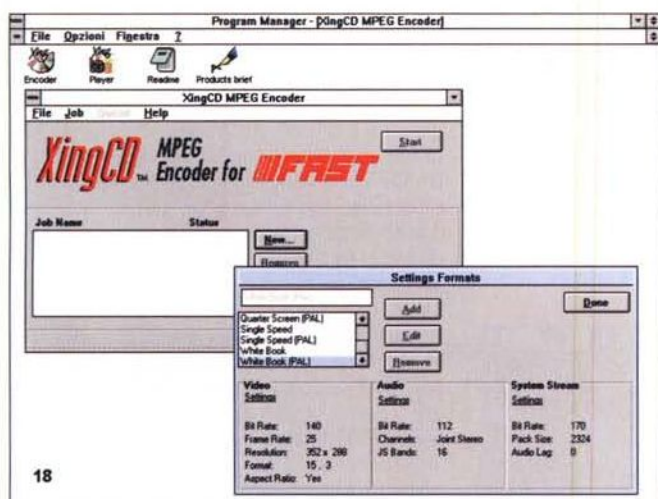 Program Manager - [XingCD MPEG Encoder]
File Opzioni Finestra ?
Encoder Player Readme Products brief
XingCD MPEG Encoder
File Job Help
XingCD TM MPEG Encoder for FAST
Start
Job Name Status
New...
Remove
Settings Formats
Quarter Screen (PAL)
Single Speed
Single Speed (PAL)
White Book
White Book (PAL)
Add
Edit
Remove
Done
Video
Settings
Bit Rate: 140
Frame Rate: 25
Resolution: 352 x 288
Format: 15 , 3
Aspect Ratio: Yes
Audio
Settings
Bit Rate: 112
Channels: Joint Stereo
JS Bands: 16
System Stream
Settings
Bit Rate: 170
Pack Size: 2324
Audio Lag: 0
18